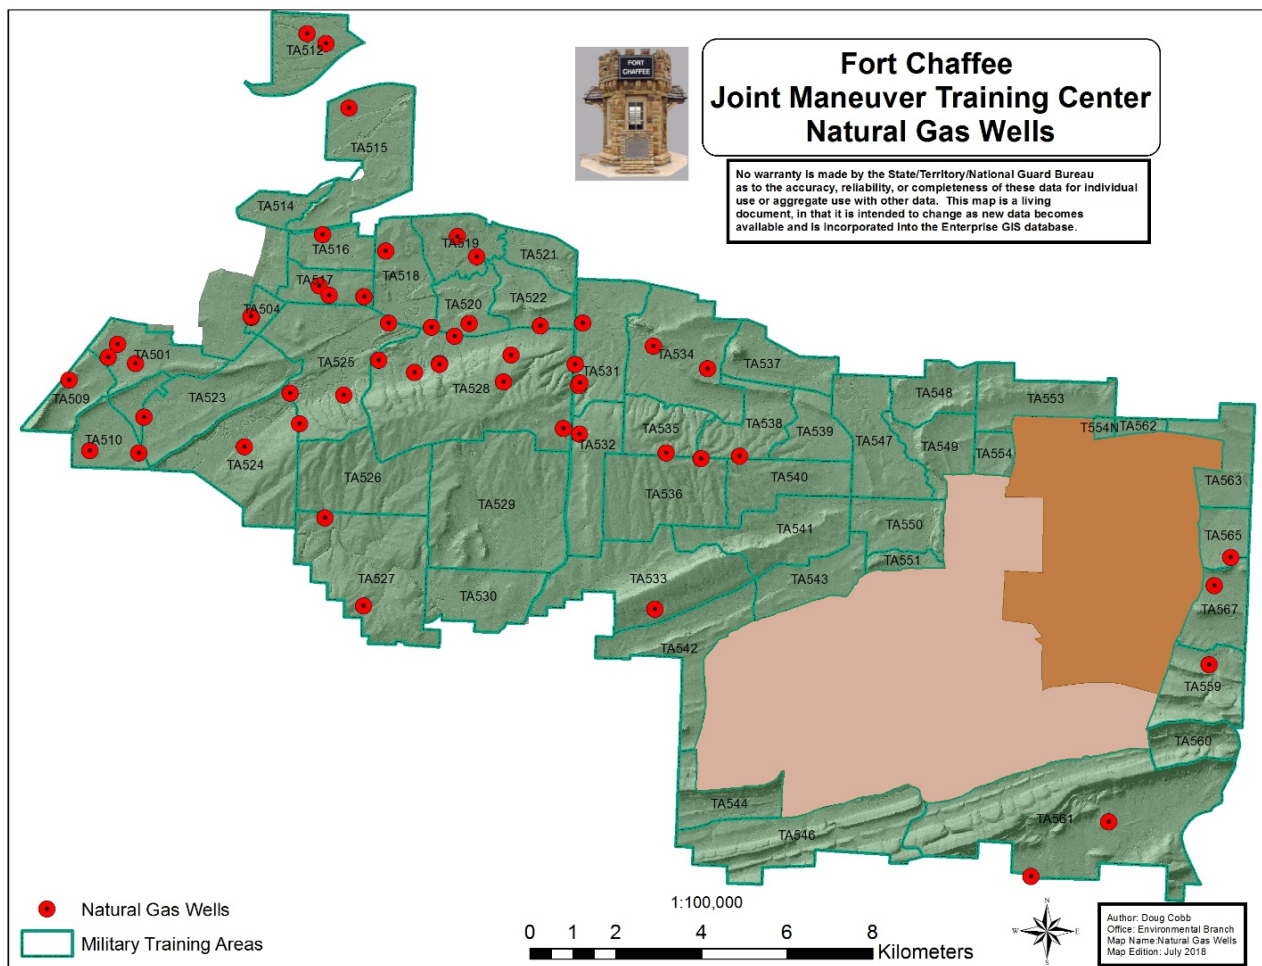 Fort Chaffee
Joint Maneuver Training Center
Natural Gas Wells
FORT
CHAFFEE
No warranty is made by the State/Territory/National Guard Bureau
as to the accuracy, reliability, or completeness of these data for individual
use or aggregate use with other data. This map is a living
document, in that it is intended to change as new data becomes
available and is incorporated into the Enterprise GIS database.
TA512
TA515
TA514
TA516
TA519
TA521
TA518
TA517
TA522
TA520
TA504
TA501
TA525
TA534
TA537
TA531
TA528
TA509
TA523
TA548
TA553
TA510
TA535
TA538
TA539
TA547
TA549
T554N
TA562
TA532
TA554
TA524
TA526
TA536
TA540
TA563
TA529
TA541
TA550
TA565
TA551
TA527
TA533
TA543
TA530
TA567
TA542
TA559
TA560
TA544
TA561
TA546
Natural Gas Wells
Military Training Areas
1:100,000
0 1 2 4 6 8
Kilometers
N
W E
S
Author: Doug Cobb
Office: Environmental Branch
Map Name:Natural Gas Wells
Map Edition: July 2018